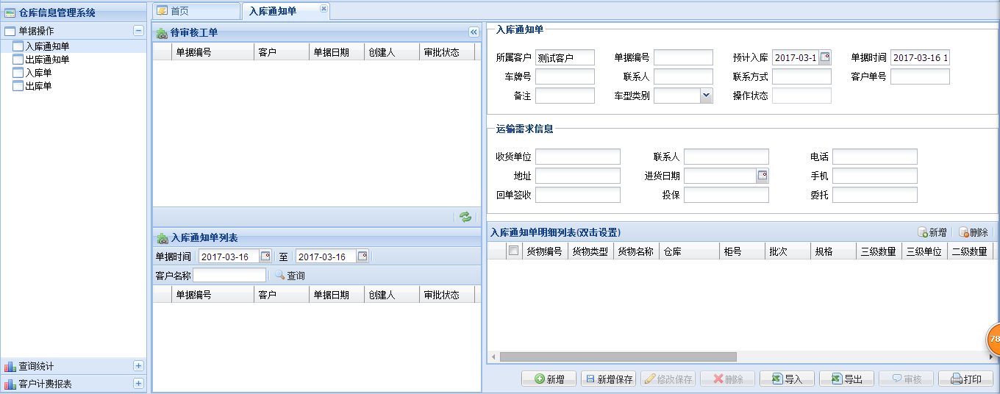 仓库信息管理系统
单据操作
入库通知单
出库通知单
入库单
出库单
查询统计
客户计费报表
首页 入库通知单
待审核工单
单据编号 客户 单据日期 创建人 审批状态
入库通知单列表
单据时间 2017-03-16 至 2017-03-16
客户名称 查询
单据编号 客户 单据日期 创建人 审批状态
入库通知单
所属客户 测试客户 单据编号 预计入库 2017-03-1 单据时间 2017-03-16 1
车牌号 联系人 联系方式 客户单号
备注 车型类别 操作状态
运输需求信息
收货单位 联系人 电话
地址 进货日期 手机
回单签收 投保 委托
入库通知单明细列表(双击设置) 新增 删除
货物编号 货物类型 货物名称 仓库 柜号 批次 规格 三级数量 三级单位 二级数量
78
新增 新增保存 修改保存 删除 导入 导出 审核 打印